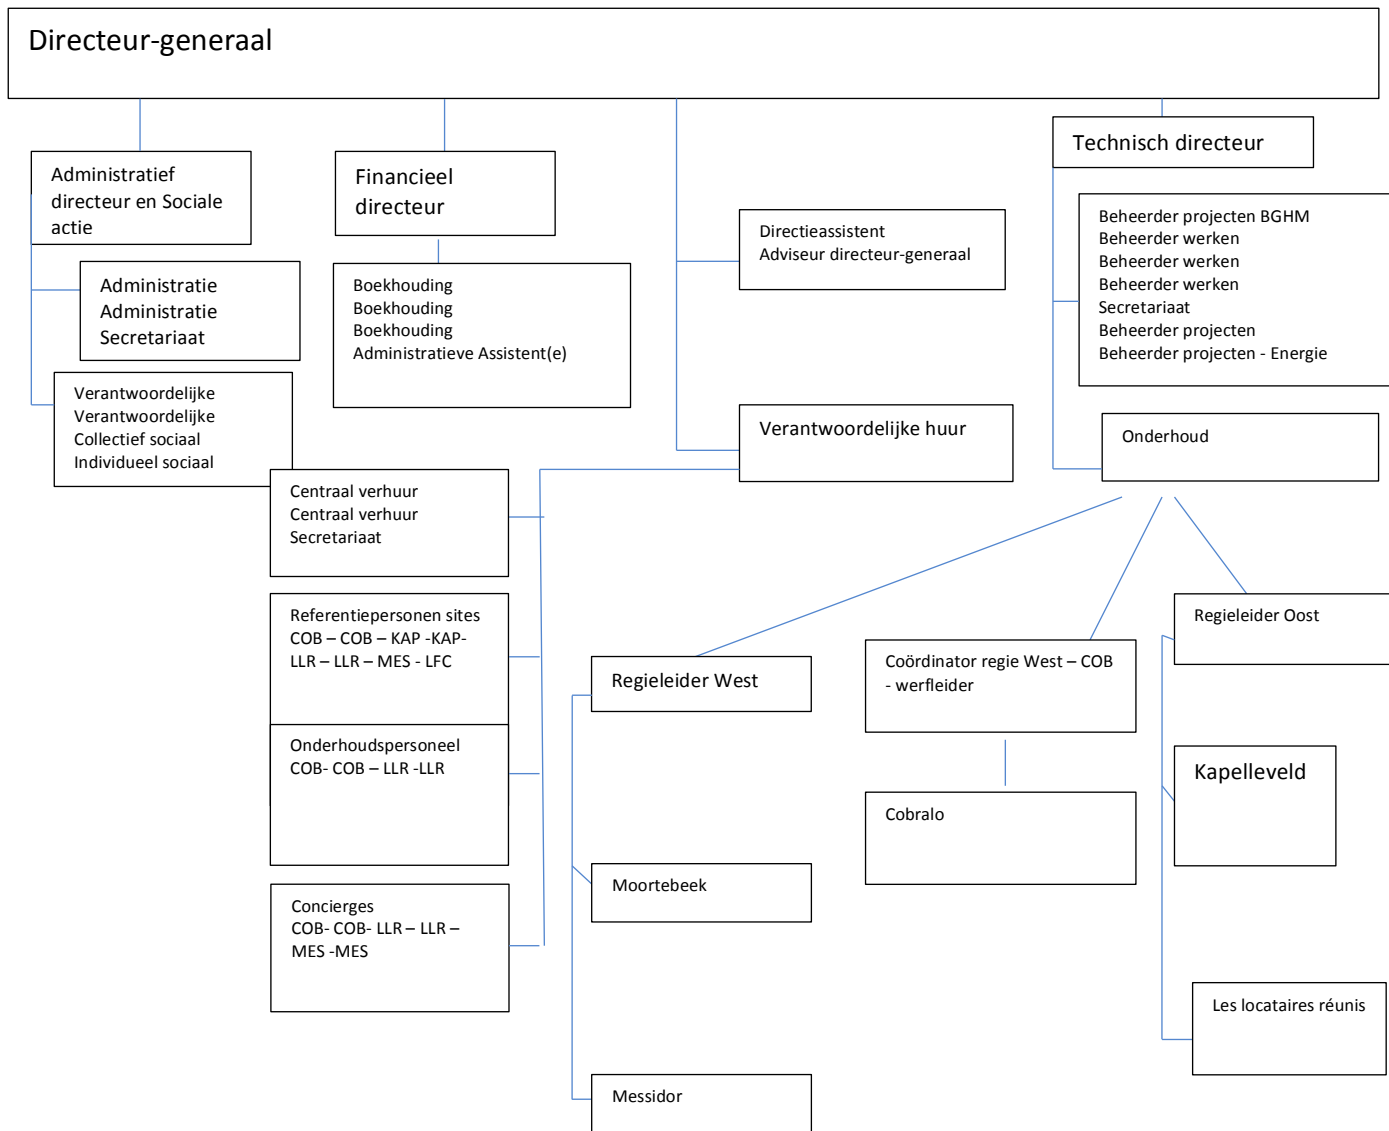 Directeur-generaal
Administratief
directeur en Sociale
actie
Administratie
Administratie
Secretariaat
Verantwoordelijke
Verantwoordelijke
Collectief sociaal
Individueel sociaal
Financieel
directeur
Boekhouding
Boekhouding
Boekhouding
Administratieve Assistent(e)
Directieassistent
Adviseur directeur-generaal
Verantwoordelijke huur
Centraal verhuur
Centraal verhuur
Secretariaat
Referentiepersonen sites
COB – COB – KAP -KAP-
LLR – LLR – MES - LFC
Onderhoudspersoneel
COB- COB – LLR -LLR
Concierges
COB- COB- LLR – LLR –
MES -MES
Technisch directeur
Beheerder projecten BGHM
Beheerder werken
Beheerder werken
Beheerder werken
Secretariaat
Beheerder projecten
Beheerder projecten - Energie
Onderhoud
Regieleider West
Moortebeek
Messidor
Coördinator regie West – COB
- werfleider
Cobralo
Regieleider Oost
Kapelleveld
Les locataires réunis